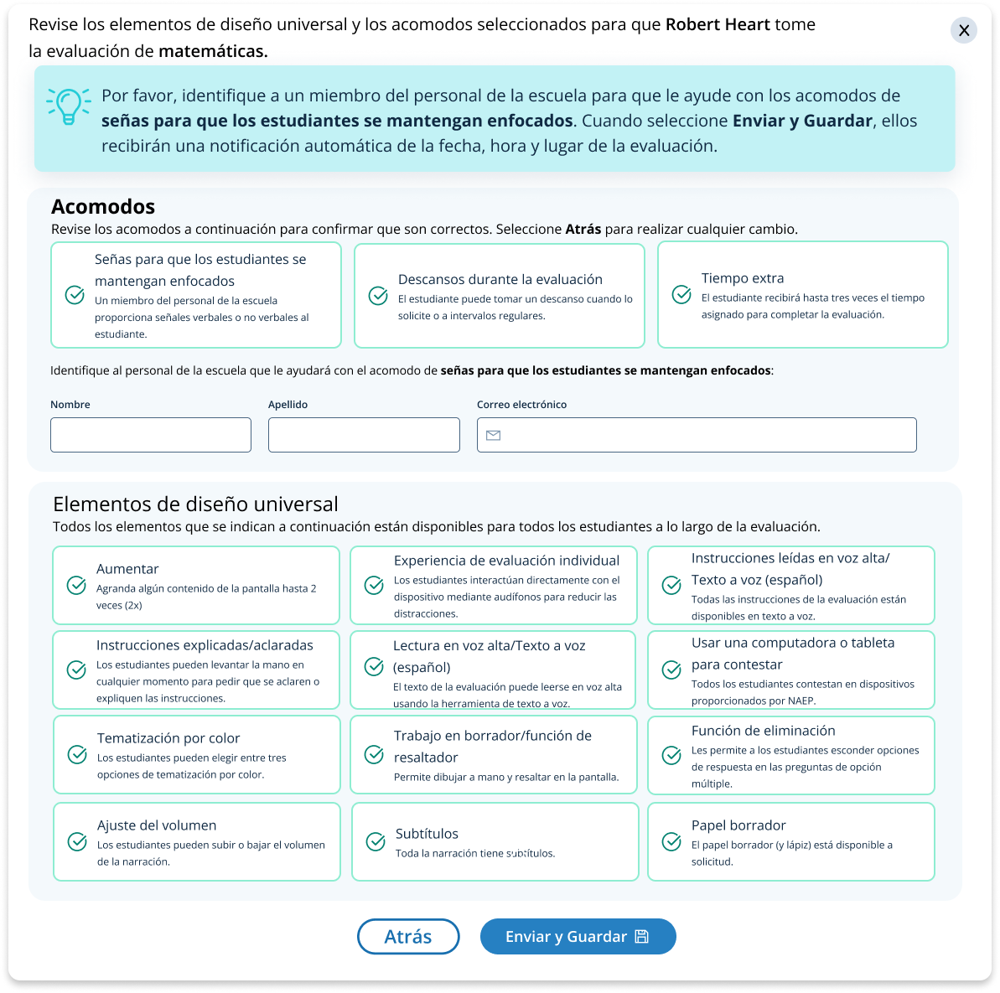 Revise los elementos de diseño universal y los acomodos seleccionados para que Robert Heart tome
la evaluación de matemáticas.
X
Por favor, identifique a un miembro del personal de la escuela para que le ayude con los acomodos de
señas para que los estudiantes se mantengan enfocados. Cuando seleccione Enviar y Guardar, ellos
recibirán una notificación automática de la fecha, hora y lugar de la evaluación.
Acomodos
Revise los acomodos a continuación para confirmar que son correctos. Seleccione Atrás para realizar cualquier cambio.
Señas para que los estudiantes se
mantengan enfocados
Un miembro del personal de la escuela
proporciona señales verbales o no verbales al
estudiante.
Descansos durante la evaluación
El estudiante puede tomar un descanso cuando lo
solicite o a intervalos regulares.
Tiempo extra
El estudiante recibirá hasta tres veces el tiempo
asignado para completar la evaluación.
Identifique al personal de la escuela que le ayudará con el acomodo de señas para que los estudiantes se mantengan enfocados:
Nombre
Apellido
Correo electrónico
Elementos de diseño universal
Todos los elementos que se indican a continuación están disponibles para todos los estudiantes a lo largo de la evaluación.
Aumentar
Agranda algún contenido de la pantalla hasta 2
veces (2x)
Experiencia de evaluación individual
Los estudiantes interactúan directamente con el
dispositivo mediante audífonos para reducir las
distracciones.
Instrucciones leídas en voz alta/
Texto a voz (español)
Todas las instrucciones de la evaluación están
disponibles en texto a voz.
Instrucciones explicadas/aclaradas
Los estudiantes pueden levantar la mano en
cualquier momento para pedir que se aclaren o
expliquen las instrucciones.
Lectura en voz alta/Texto a voz
(español)
El texto de la evaluación puede leerse en voz alta
usando la herramienta de texto a voz.
Usar una computadora o tableta
para contestar
Todos los estudiantes contestan en dispositivos
proporcionados por NAEP.
Tematización por color
Los estudiantes pueden elegir entre tres
opciones de tematización por color.
Trabajo en borrador/función de
resaltador
Permite dibujar a mano y resaltar en la pantalla.
Función de eliminación
Les permite a los estudiantes esconder opciones
de respuesta en las preguntas de opción
múltiple.
Ajuste del volumen
Los estudiantes pueden subir o bajar el volumen
de la narración.
Subtítulos
Toda la narración tiene subtítulos.
Papel borrador
El papel borrador (y lápiz) está disponible a
solicitud.
Atrás
Enviar y Guardar